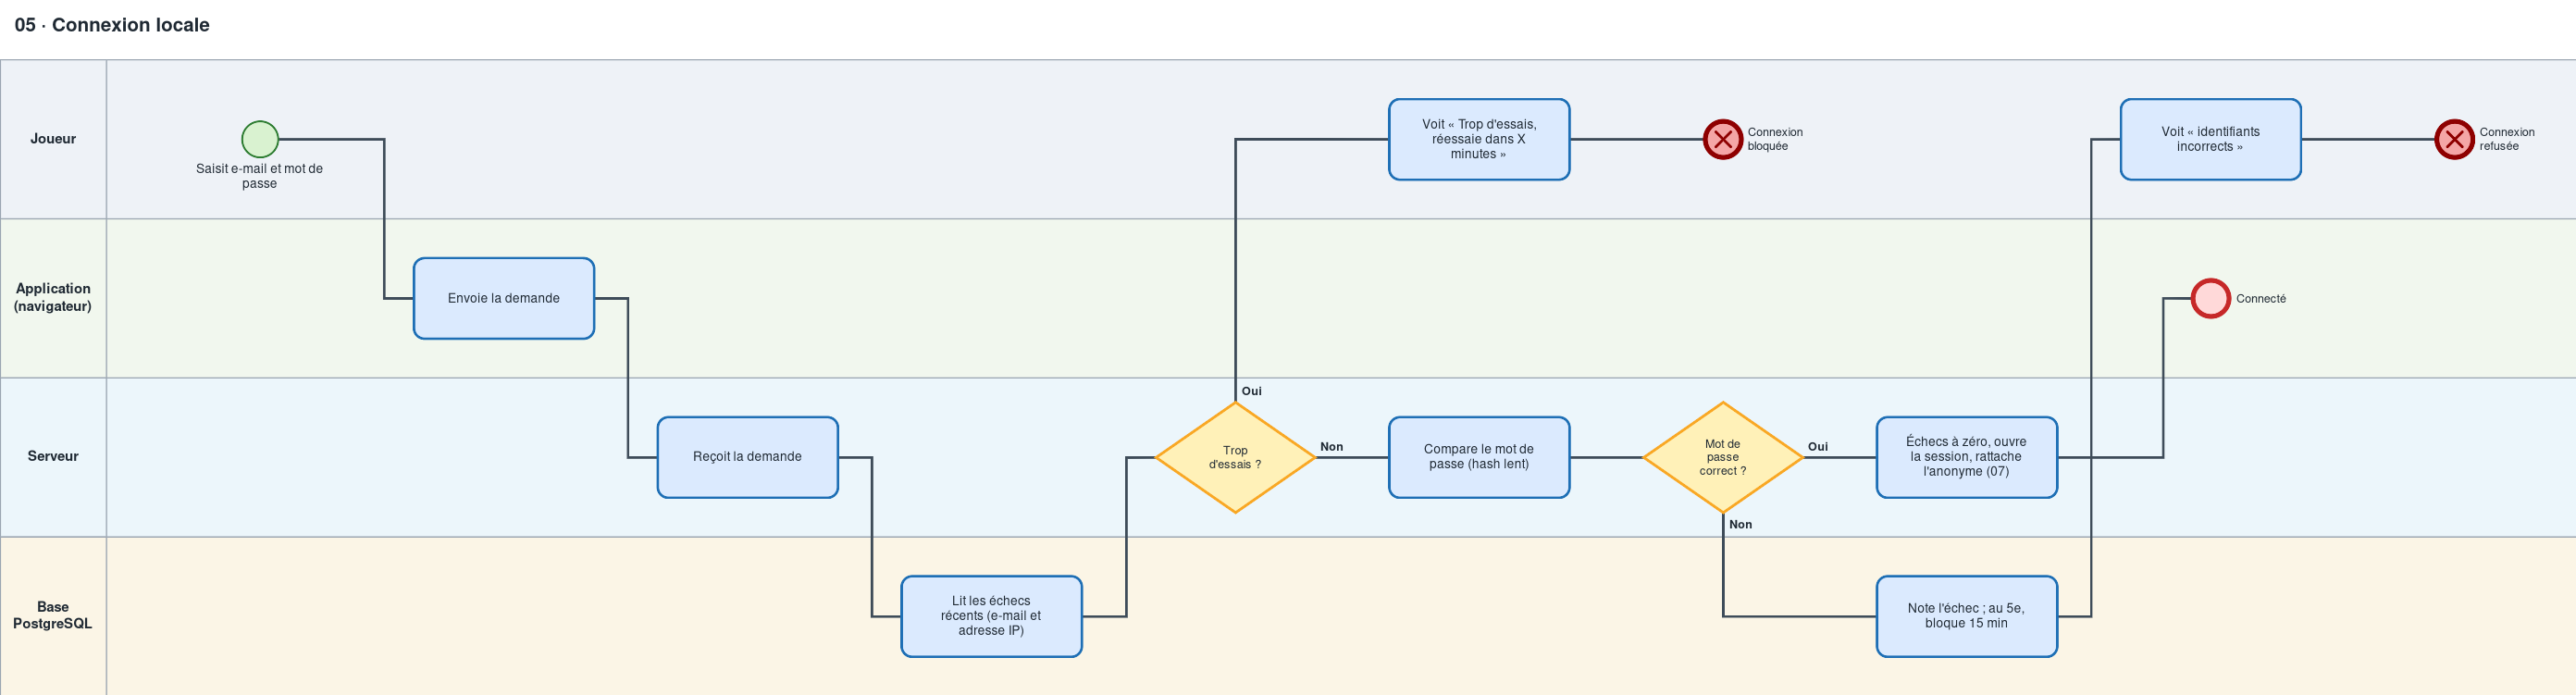 05 · Connexion locale
Joueur
Saisit e-mail et mot de
passe
Voit « Trop d'essais,
réessaie dans X
minutes »
Connexion
bloquée
Voit « identifiants
incorrects »
Connexion
refusée
Application
(navigateur)
Envoie la demande
Connecté
Serveur
Reçoit la demande
Trop
d'essais ?
Oui
Non
Compare le mot de
passe (hash lent)
Mot de
passe
correct ?
Oui
Non
Échecs à zéro, ouvre
la session, rattache
l'anonyme (07)
Base
PostgreSQL
Lit les échecs
récents (e-mail et
adresse IP)
Note l'échec ; au 5e,
bloque 15 min